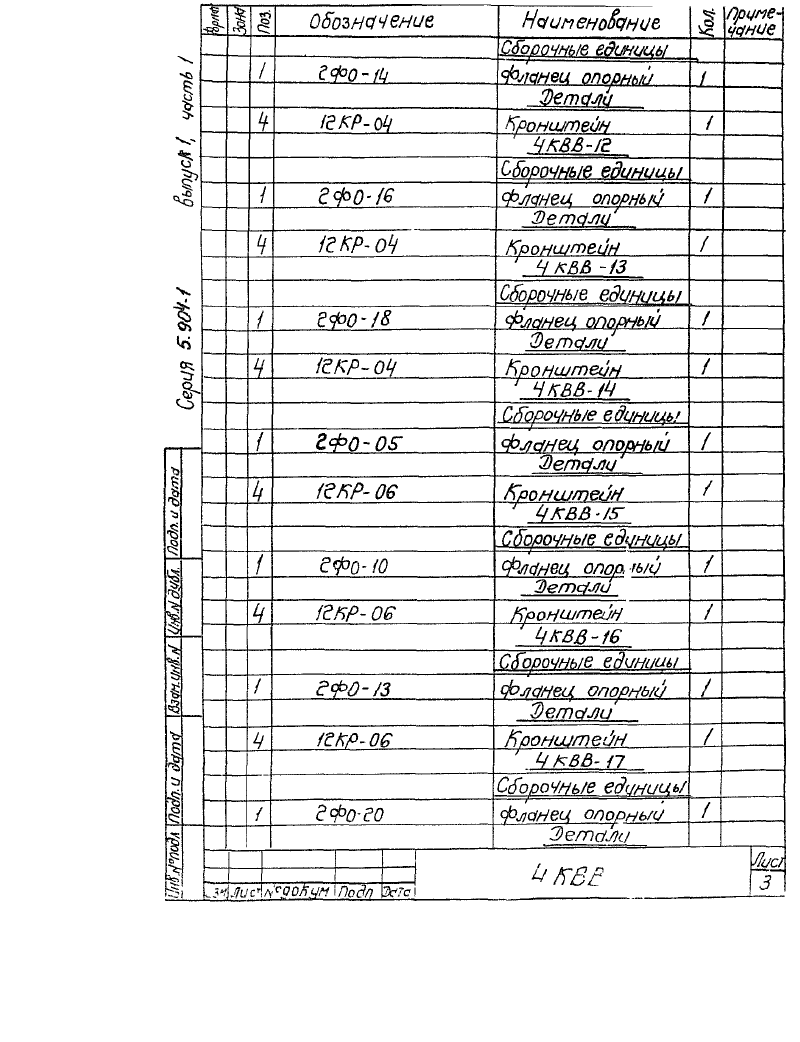 Формат Зона Поз. Обозначение Наименование Кол. Приме-чание
Сборочные единицы
1 2ФО-14 Фланец опорный 1
Детали
4 12КР-04 Кронштейн 1
4КВВ-12
Сборочные единицы
1 2ФО-16 Фланец опорный 1
Детали
4 12КР-04 Кронштейн 1
4КВВ-13
Сборочные единицы
1 2ФО-18 Фланец опорный 1
Детали
4 12КР-04 Кронштейн 1
4КВВ-14
Сборочные единицы
1 2ФО-05 Фланец опорный 1
Детали
4 12КР-06 Кронштейн 1
4КВВ-15
Сборочные единицы
1 2ФО-10 Фланец опорный 1
Детали
4 12КР-06 Кронштейн 1
4КВВ-16
Сборочные единицы
1 2ФО-13 Фланец опорный 1
Детали
4 12КР-06 Кронштейн 1
4КВВ-17
Сборочные единицы
1 2ФО-20 Фланец опорный 1
Детали
4КВВ
Лист
3
Изм Лист № докум Подп Дата
Серия 5.904-1 Выпуск 1, часть 1
Подп. и дата
Инв.N дубл.
Взам.инв.N
Подп. и дата
Инв.№ подл